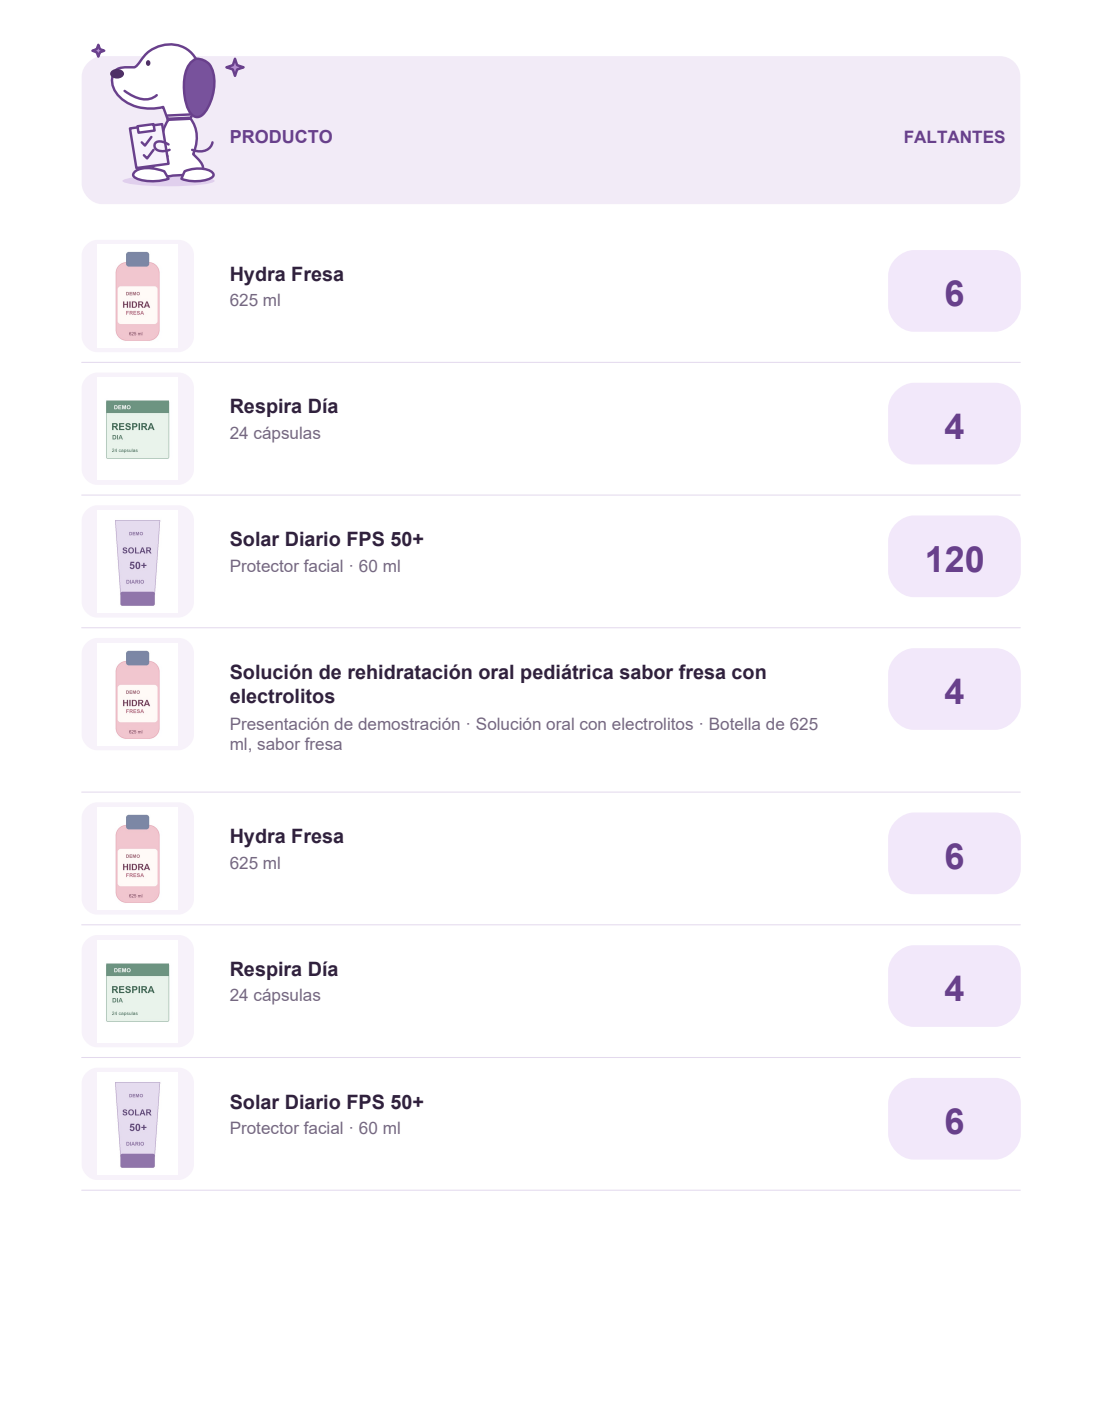 PRODUCTO FALTANTES
DEMO
HIDRA
FRESA
625 ml
Hydra Fresa
625 ml
6
DEMO
RESPIRA
DIA
24 capsulas
Respira Día
24 cápsulas
4
DEMO
SOLAR
50+
DIARIO
Solar Diario FPS 50+
Protector facial · 60 ml
120
DEMO
HIDRA
FRESA
625 ml
Solución de rehidratación oral pediátrica sabor fresa con
electrolitos
Presentación de demostración · Solución oral con electrolitos · Botella de 625
ml, sabor fresa
4
DEMO
HIDRA
FRESA
625 ml
Hydra Fresa
625 ml
6
DEMO
RESPIRA
DIA
24 capsulas
Respira Día
24 cápsulas
4
DEMO
SOLAR
50+
DIARIO
Solar Diario FPS 50+
Protector facial · 60 ml
6